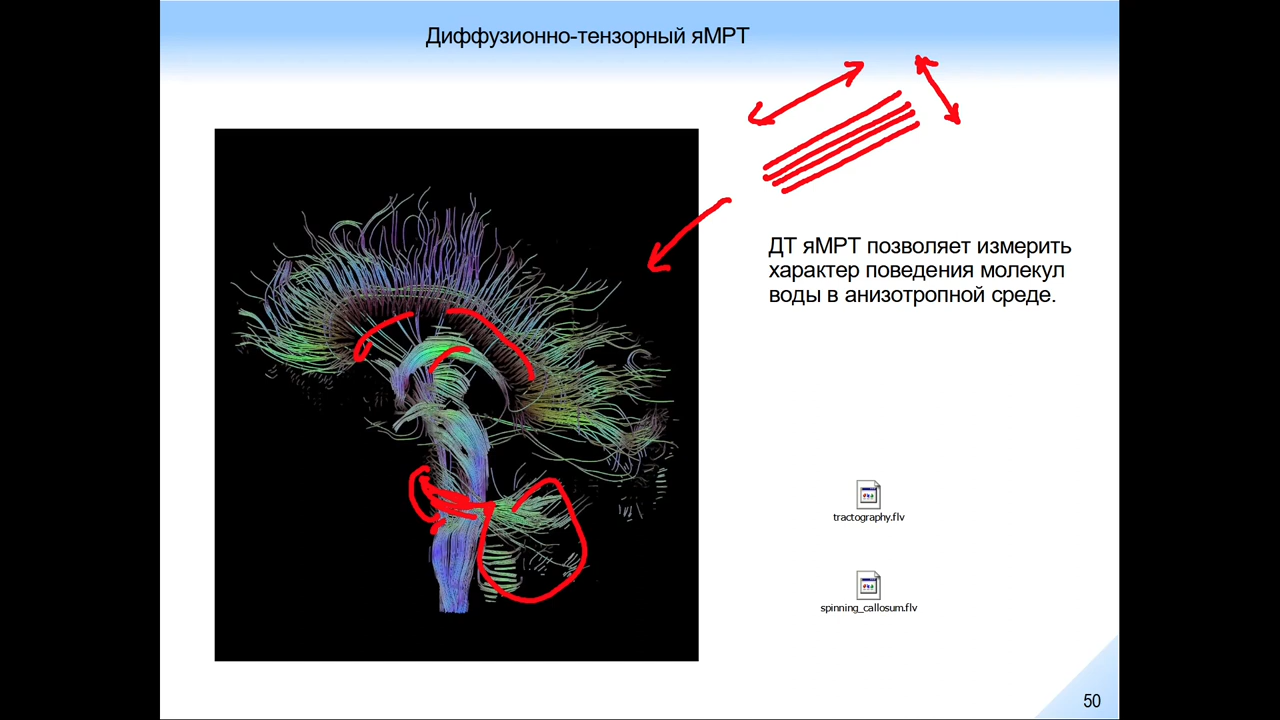 Диффузионно-тензорный яМРТ
ДТ яМРТ позволяет измерить
характер поведения молекул
воды в анизотропной среде.
tractography.flv
spinning_callosum.flv
50